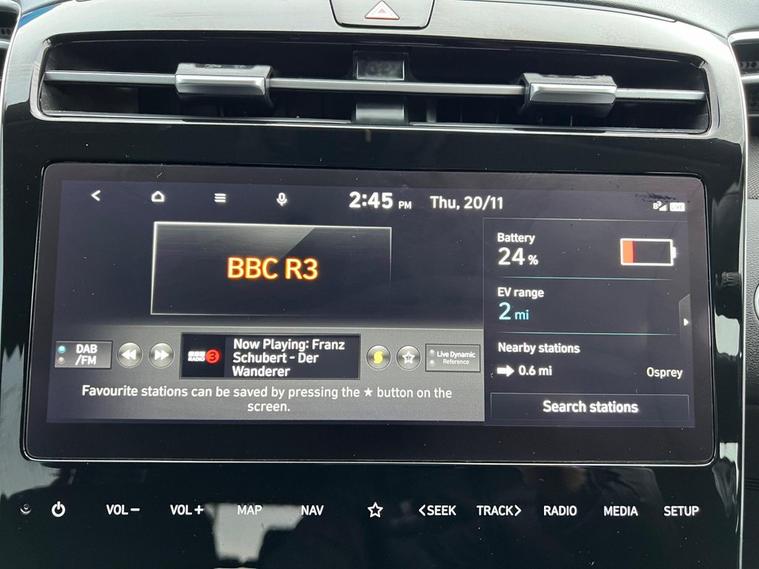 2:45 PM Thu, 20/11
BBC R3
DAB
/FM
Now Playing: Franz
Schubert - Der
Wanderer
Live Dynamic
Reference
Favourite stations can be saved by pressing the ★ button on the
screen.
Battery
24 %
EV range
2 mi
Nearby stations
0.6 mi Osprey
Search stations
VOL− VOL+ MAP NAV <SEEK TRACK> RADIO MEDIA SETUP